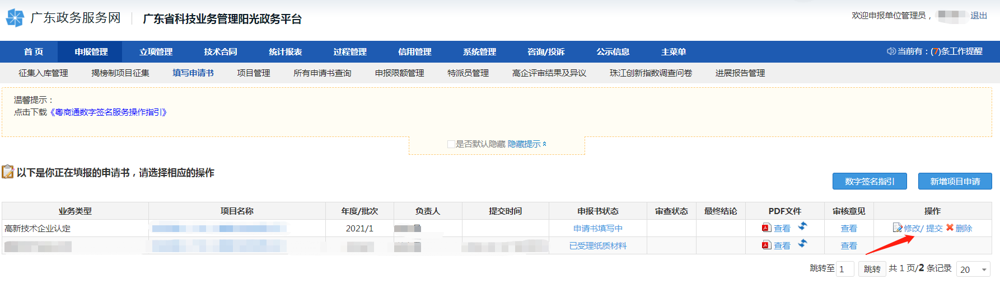 广东政务服务网 广东省科技业务管理阳光政务平台 欢迎申报单位管理员， 退出
首 页 申报管理 立项管理 技术合同 统计报表 过程管理 信用管理 系统管理 咨询/投诉 公示信息 主菜单 当前有：(7)条工作提醒
征集入库管理 揭榜制项目征集 填写申请书 项目管理 所有申请书查询 申报限额管理 特派员管理 高企评审结果及异议 珠江创新指数调查问卷 进展报告管理
温馨提示：
点击下载《粤商通数字签名服务操作指引》
是否默认隐藏 隐藏提示
以下是你正在填报的申请书，请选择相应的操作
数字签名指引 新增项目申请
业务类型 项目名称 年度/批次 负责人 提交时间 申报书状态 审查状态 最终结论 PDF文件 审核意见 操作
高新技术企业认定 2021/1 申请书填写中 查看 查看 修改/ 提交 删除
已受理纸质材料 查看 查看
跳转至 1 跳转 共 1 页/2 条记录 20